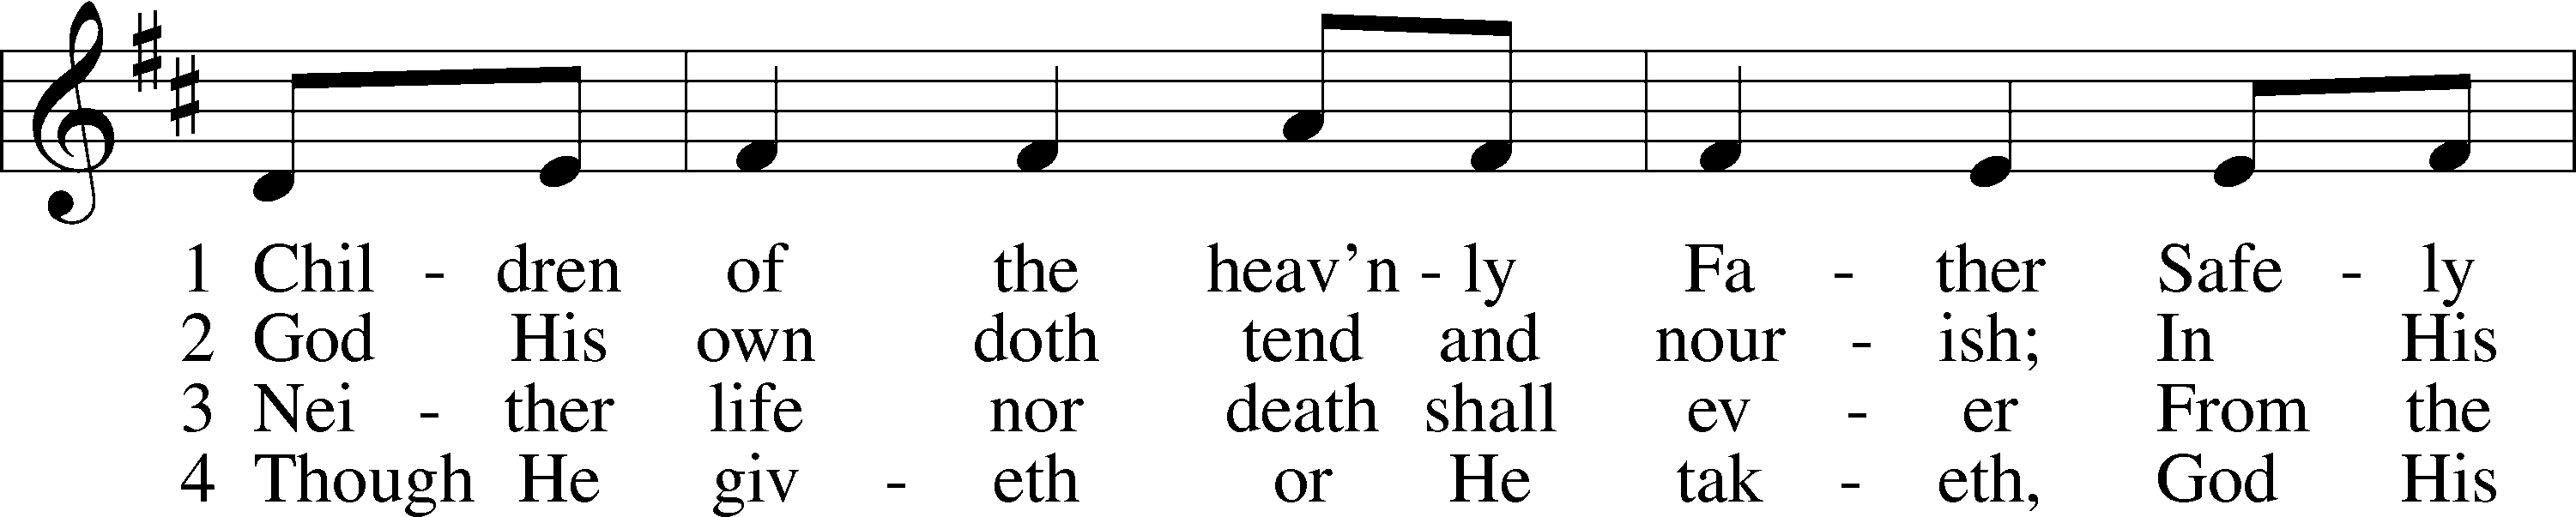 1 Chil - dren of the heav’n - ly Fa - ther Safe - ly
2 God His own doth tend and nour - ish; In His
3 Nei - ther life nor death shall ev - er From the
4 Though He giv - eth or He tak - eth, God His